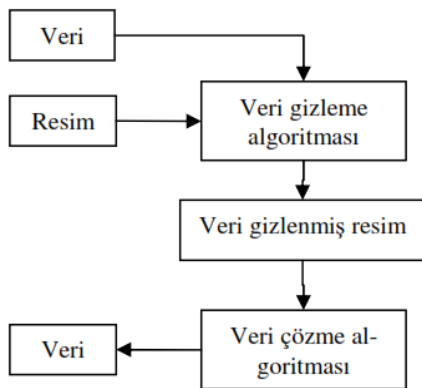 Veri
Resim
Veri gizleme
algoritması
Veri gizlenmiş resim
Veri çözme al-
goritması
Veri